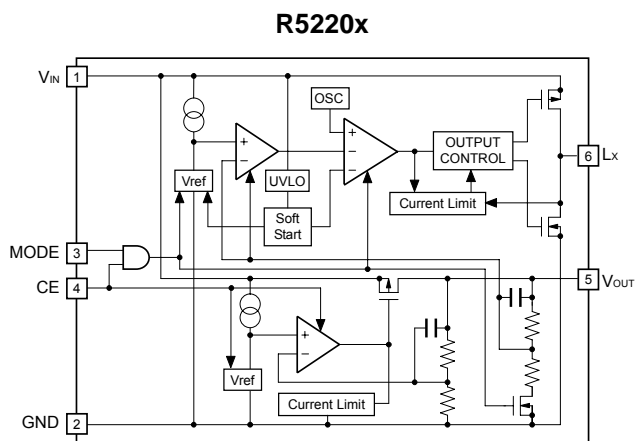 R5220x
VIN 1
OSC
OUTPUT
CONTROL
6 LX
Vref
UVLO
Current Limit
Soft
Start
MODE 3
CE 4
5 VOUT
Vref
Current Limit
GND 2
+
−
+
−
−
+
−